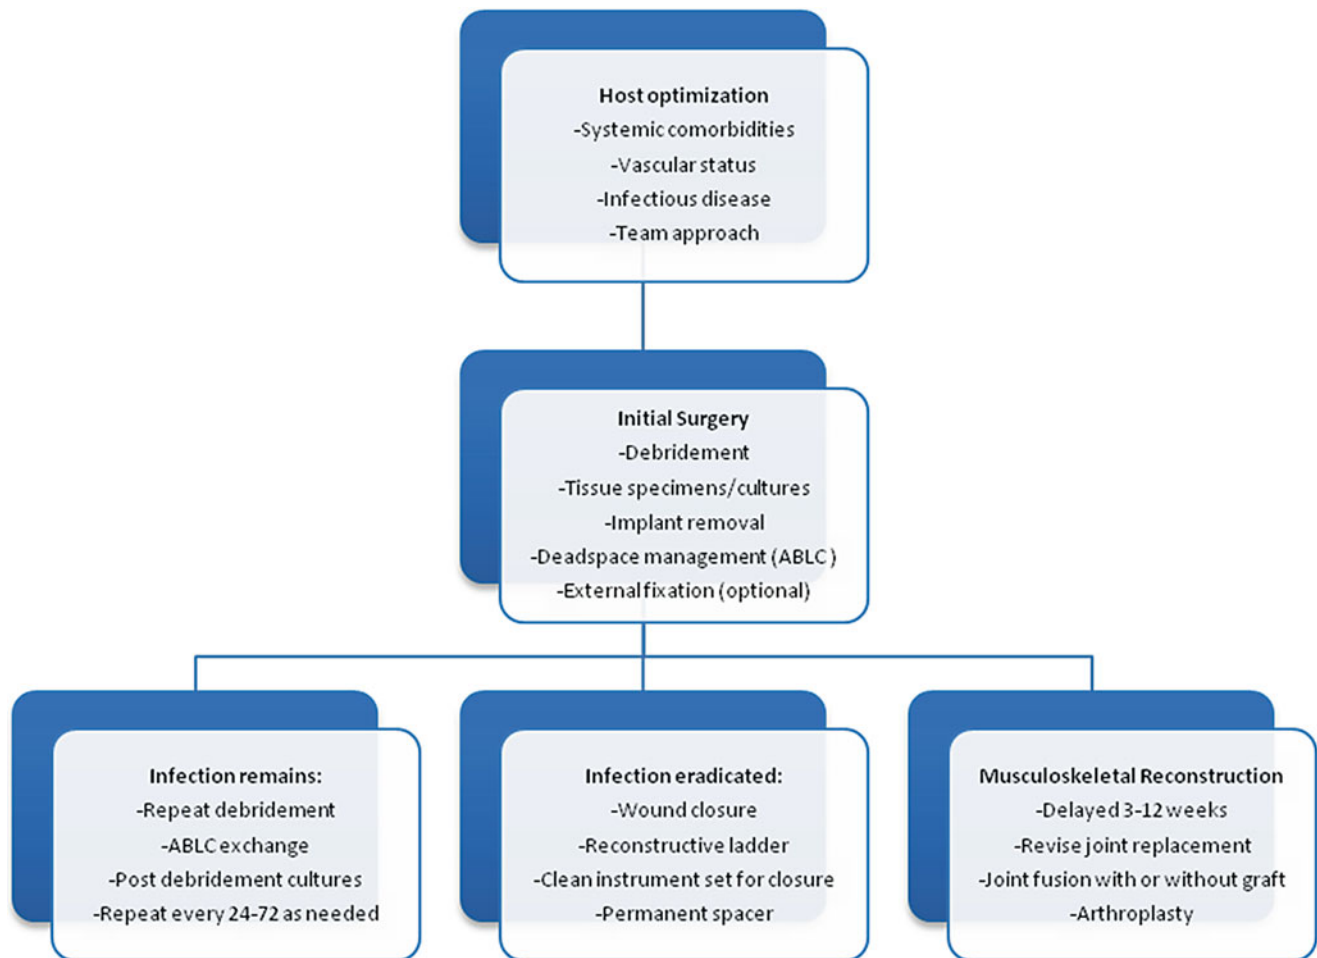 Host optimization
-Systemic comorbidities
-Vascular status
-Infectious disease
-Team approach
Initial Surgery
-Debridement
-Tissue specimens/cultures
-Implant removal
-Deadspace management (ABLC)
-External fixation (optional)
Infection remains:
-Repeat debridement
-ABLC exchange
-Post debridement cultures
-Repeat every 24-72 as needed
Infection eradicated:
-Wound closure
-Reconstructive ladder
-Clean instrument set for closure
-Permanent spacer
Musculoskeletal Reconstruction
-Delayed 3-12 weeks
-Revise joint replacement
-Joint fusion with or without graft
-Arthroplasty